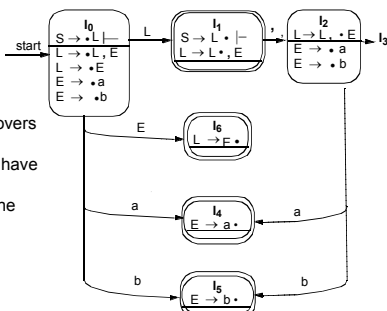 I₀
S → •L |—
L → •L, E
L → •E
E → •a
E → •b
start
L
I₁
S → L • |–
L → L• , E
,
I₂
L → L, • E
E → • a
E → • b
I₃
overs
have
he
E
I₆
L → E •
a
I₄
E → a •
a
b
I₅
E → b •
b